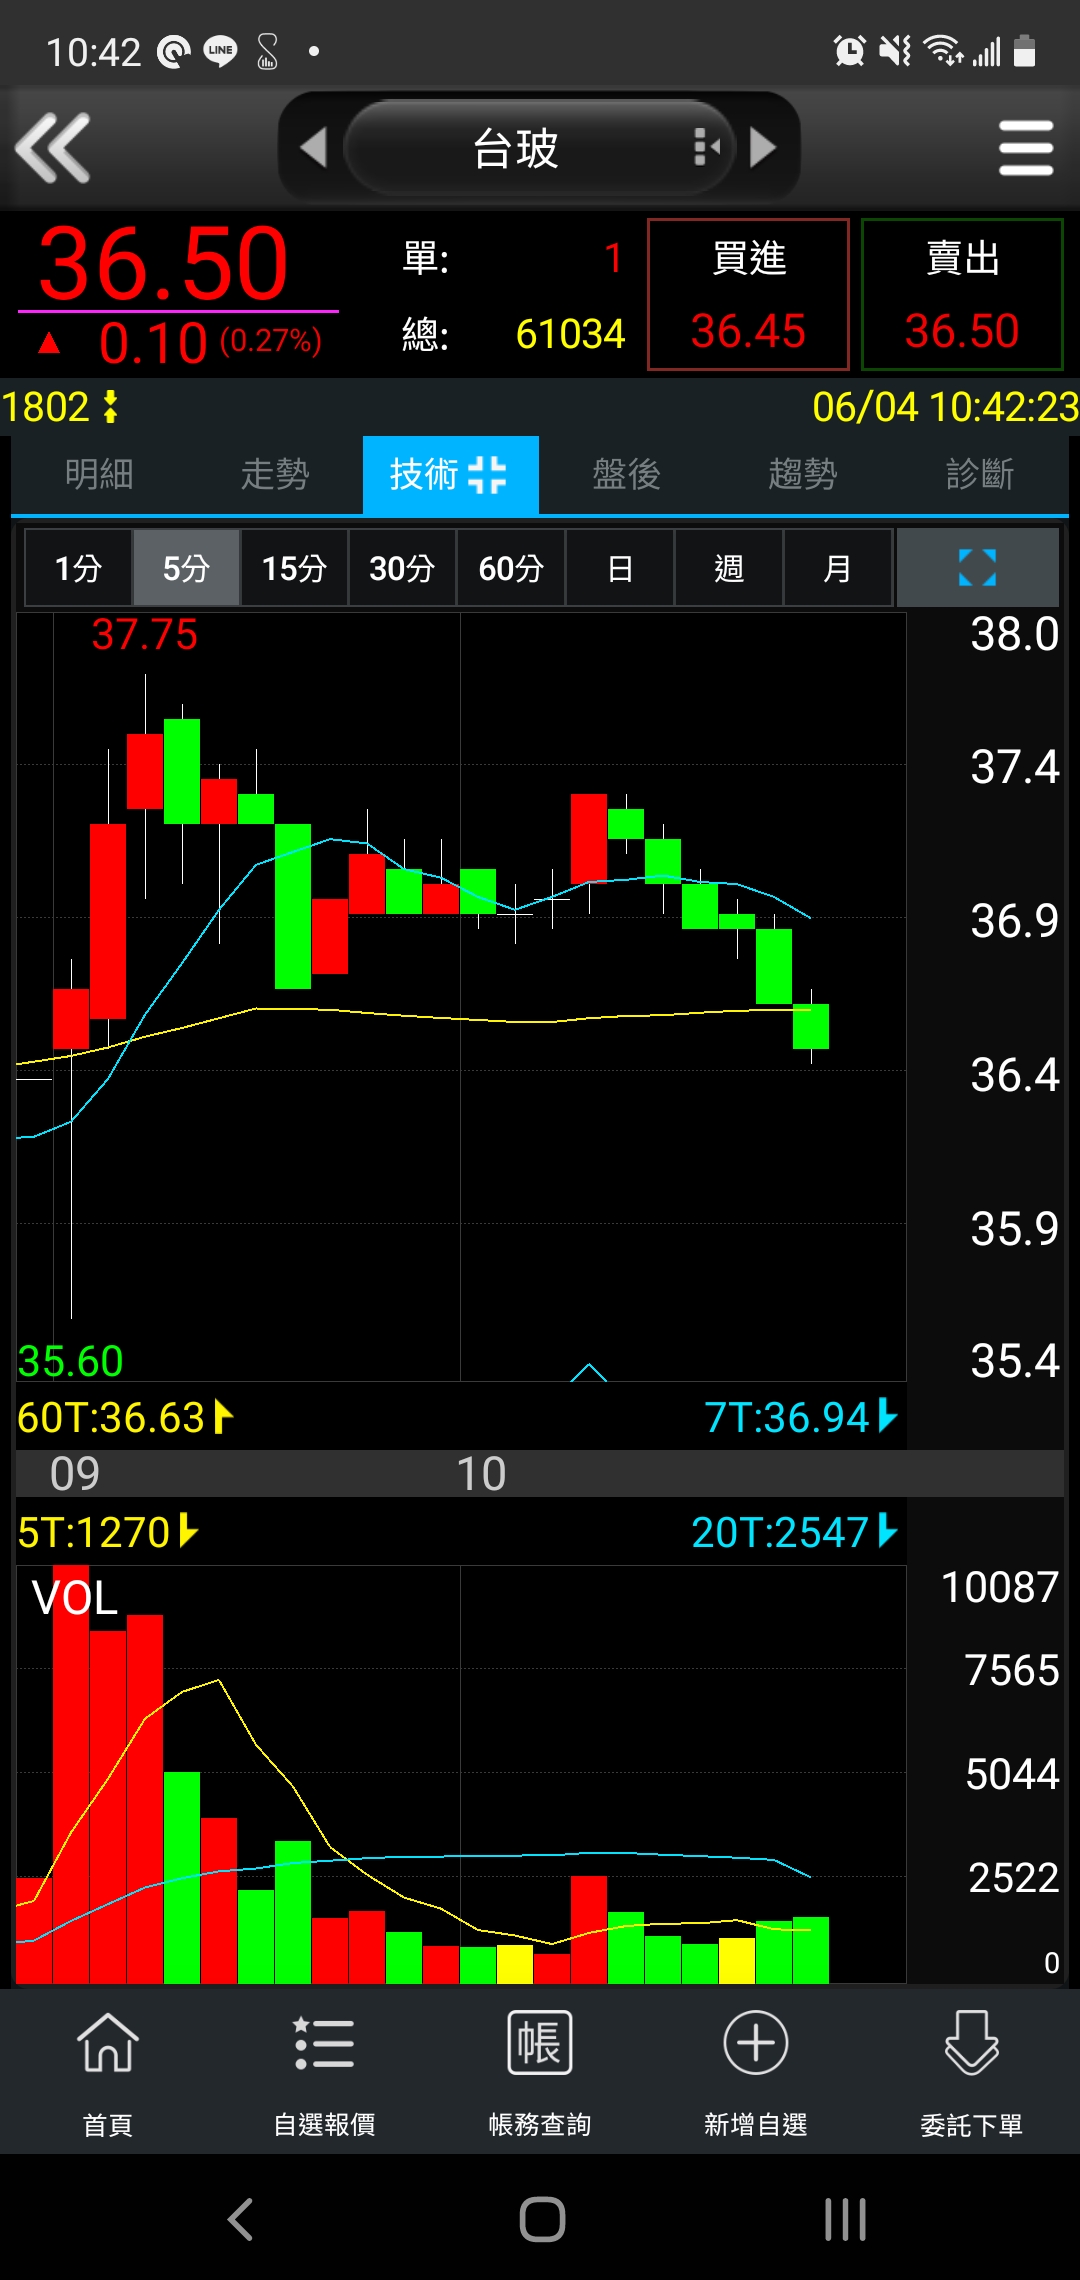 10:42 LINE
台玻
36.50 單: 1 買進 賣出
▲ 0.10 (0.27%) 總: 61034 36.45 36.50
1802 06/04 10:42:23
明細 走勢 技術 盤後 趨勢 診斷
1分 5分 15分 30分 60分 日 週 月
37.75 38.0
37.4
36.9
36.4
35.9
35.60 35.4
60T:36.63 7T:36.94
09 10
5T:1270 20T:2547
VOL 10087
7565
5044
2522
0
帳
首頁 自選報價 帳務查詢 新增自選 委託下單